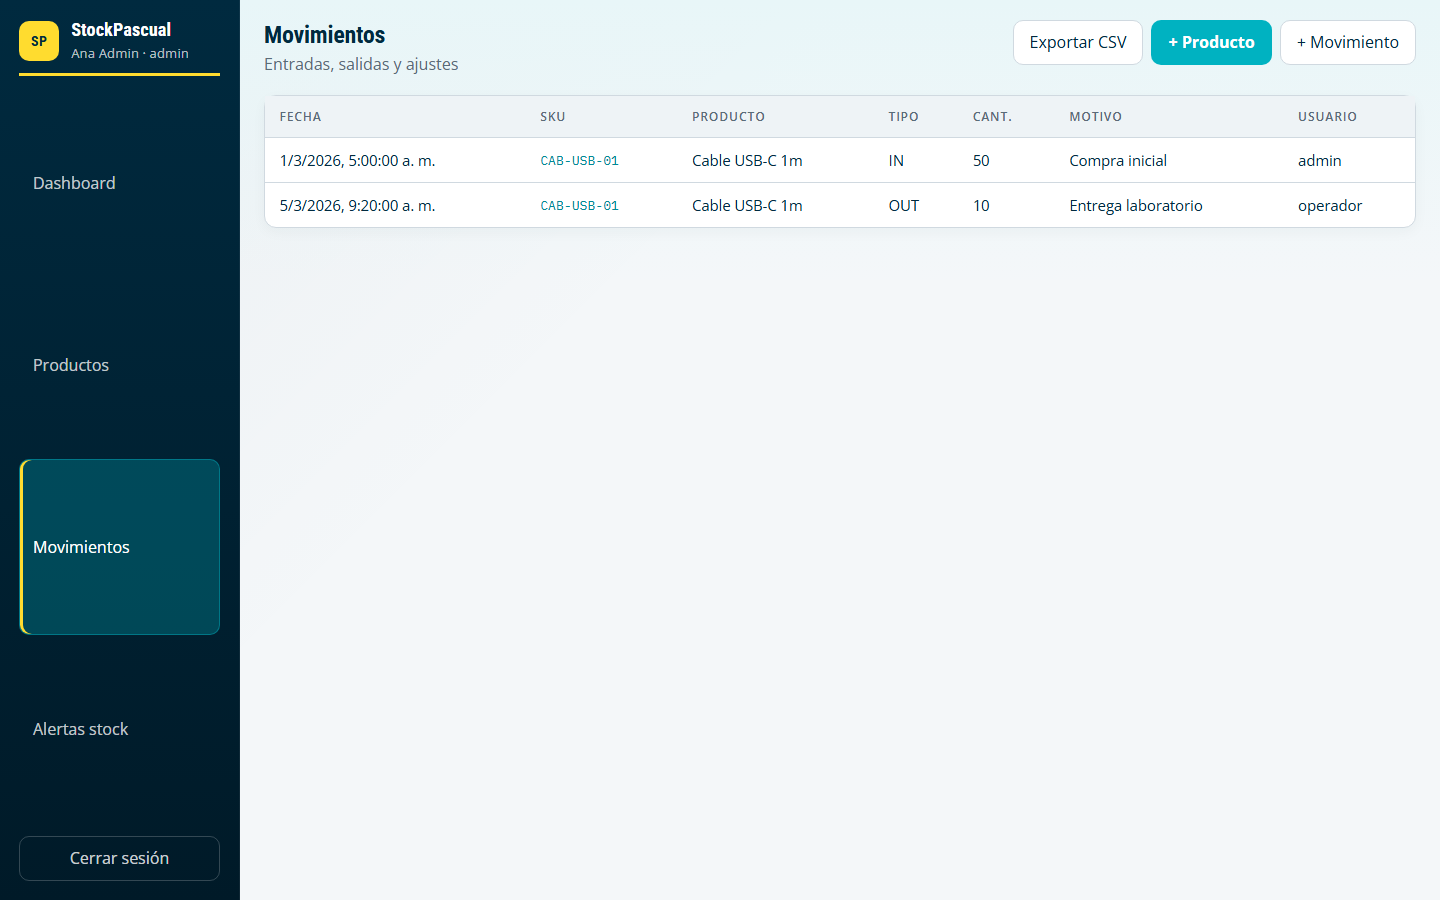 SP
StockPascual
Ana Admin · admin
Dashboard
Productos
Movimientos
Alertas stock
Cerrar sesión
Movimientos
Entradas, salidas y ajustes
Exportar CSV
+ Producto
+ Movimiento
FECHA SKU PRODUCTO TIPO CANT. MOTIVO USUARIO
1/3/2026, 5:00:00 a. m. CAB-USB-01 Cable USB-C 1m IN 50 Compra inicial admin
5/3/2026, 9:20:00 a. m. CAB-USB-01 Cable USB-C 1m OUT 10 Entrega laboratorio operador